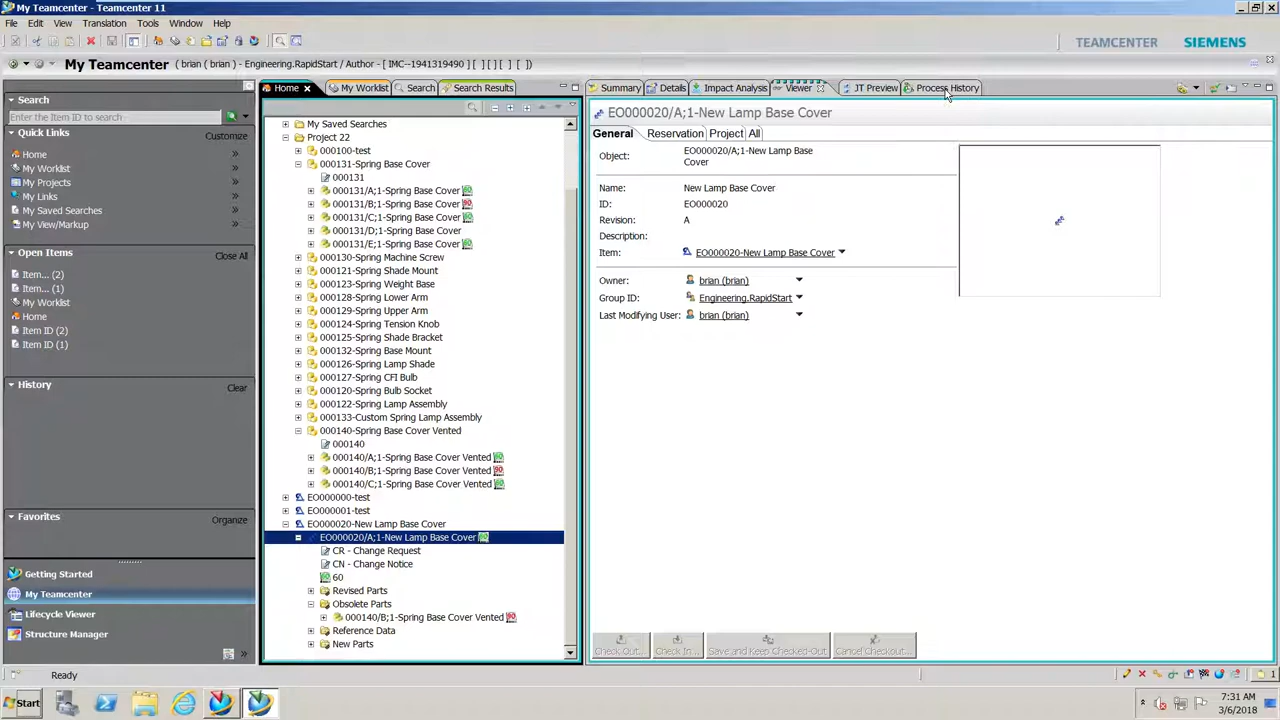 My Teamcenter - Teamcenter 11
File Edit View Translation Tools Window Help
TEAMCENTER SIEMENS
My Teamcenter ( brian ( brian ) - Engineering.RapidStart / Author - [ IMC--1941319490 ] [ ] [ ] [ ] [ ] )
Search
Enter Item ID to search
Quick Links Customize
Home
My Worklist
My Projects
My Links
My Saved Searches
My View/Markup
Open Items Close All
Item... (2)
Item... (1)
My Worklist
Home
Item ID (2)
Item ID (1)
History Clear
Favorites Organize
Getting Started
My Teamcenter
Lifecycle Viewer
Structure Manager
Home My Worklist Search Search Results
My Saved Searches
Project 22
000100-test
000131-Spring Base Cover
000131
000131/A;1-Spring Base Cover
000131/B;1-Spring Base Cover
000131/C;1-Spring Base Cover
000131/D;1-Spring Base Cover
000131/E;1-Spring Base Cover
000130-Spring Machine Screw
000121-Spring Shade Mount
000123-Spring Weight Base
000128-Spring Lower Arm
000129-Spring Upper Arm
000124-Spring Tension Knob
000125-Spring Shade Bracket
000132-Spring Base Mount
000126-Spring Lamp Shade
000127-Spring CFl Bulb
000120-Spring Bulb Socket
000122-Spring Lamp Assembly
000133-Custom Spring Lamp Assembly
000140-Spring Base Cover Vented
000140
000140/A;1-Spring Base Cover Vented
000140/B;1-Spring Base Cover Vented
000140/C;1-Spring Base Cover Vented
EO000000-test
EO000001-test
EO000020-New Lamp Base Cover
EO000020/A;1-New Lamp Base Cover
CR - Change Request
CN - Change Notice
60
Revised Parts
Obsolete Parts
000140/B;1-Spring Base Cover Vented
Reference Data
New Parts
Summary Details Impact Analysis Viewer JT Preview Process History
EO000020/A;1-New Lamp Base Cover
General Reservation Project All
Object: EO000020/A;1-New Lamp Base
Cover
Name: New Lamp Base Cover
ID: EO000020
Revision: A
Description:
Item: EO000020-New Lamp Base Cover
Owner: brian (brian)
Group ID: Engineering.RapidStart
Last Modifying User: brian (brian)
Check Out... Check In... Save and Keep Checked-Out Cancel Checkout...
Ready
1
Start
7:31 AM
3/6/2018